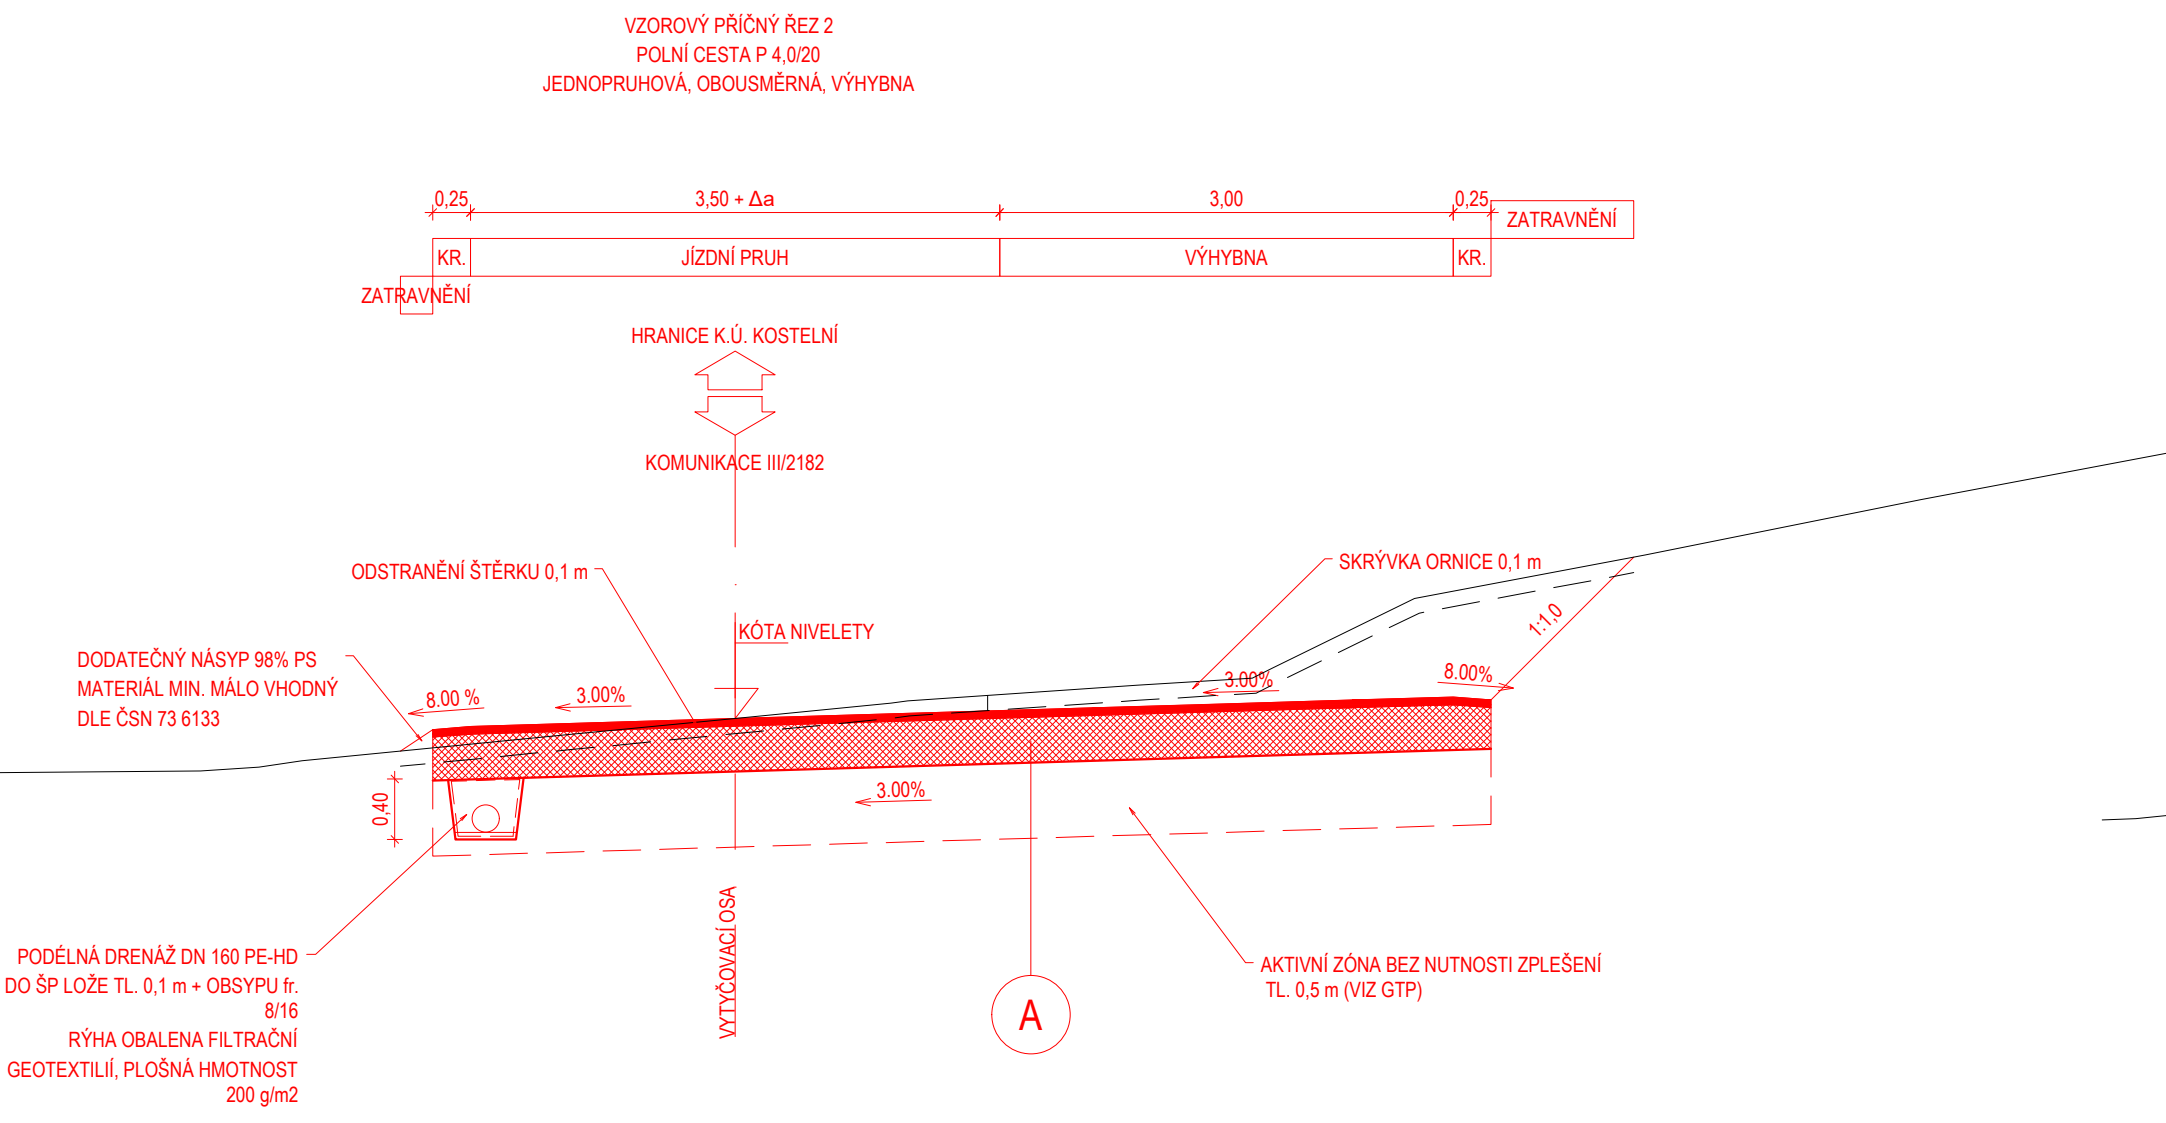 VZOROVÝ PŘÍČNÝ ŘEZ 2
POLNÍ CESTA P 4,0/20
JEDNOPRUHOVÁ, OBOUSMĚRNÁ, VÝHYBNA
0,25
3,50 + Δa
3,00
0,25
ZATRAVNĚNÍ
KR.
JÍZDNÍ PRUH
VÝHYBNA
KR.
ZATRAVNĚNÍ
HRANICE K.Ú. KOSTELNÍ
KOMUNIKACE III/2182
ODSTRANĚNÍ ŠTĚRKU 0,1 m
SKRÝVKA ORNICE 0,1 m
1:1,0
KÓTA NIVELETY
DODATEČNÝ NÁSYP 98% PS
MATERIÁL MIN. MÁLO VHODNÝ
DLE ČSN 73 6133
8.00 %
3.00%
3.00%
8.00%
0,40
3.00%
VYTYČOVACÍ OSA
PODÉLNÁ DRENÁŽ DN 160 PE-HD
DO ŠP LOŽE TL. 0,1 m + OBSYPU fr.
8/16
RÝHA OBALENA FILTRAČNÍ
GEOTEXTILIÍ, PLOŠNÁ HMOTNOST
200 g/m2
A
AKTIVNÍ ZÓNA BEZ NUTNOSTI ZPLEŠENÍ
TL. 0,5 m (VIZ GTP)